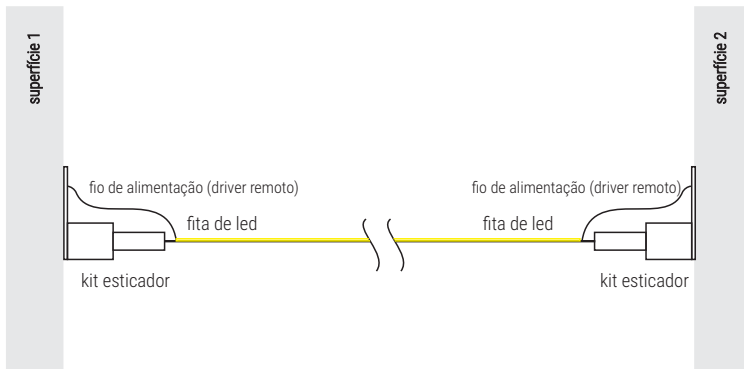 superfície 1
superfície 2
fio de alimentação (driver remoto)
fio de alimentação (driver remoto)
fita de led
fita de led
kit esticador
kit esticador